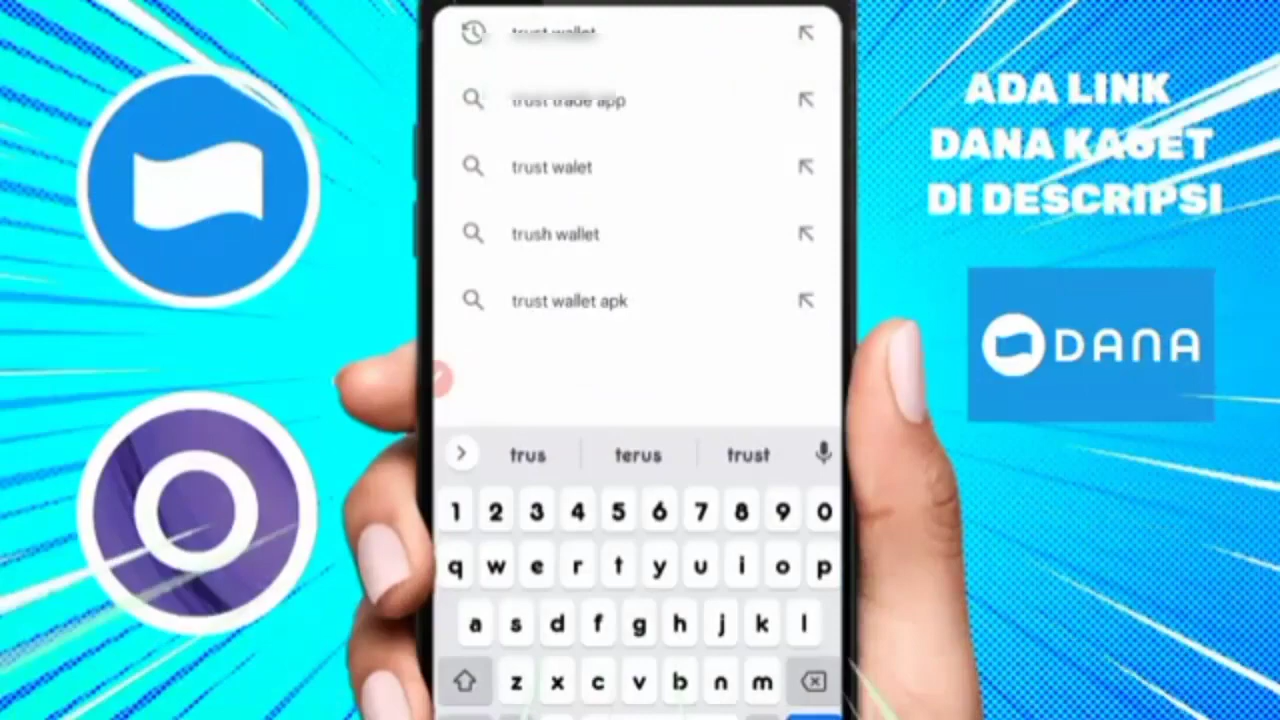 trust wallet
trust trade app
trust walet
trush wallet
trust wallet apk
trus terus trust
1 2 3 4 5 6 7 8 9 0
q w e r t y u i o p
a s d f g h j k l
z x c v b n m
ADA LINK
DANA KAGET
DI DESCRIPSI
DANA